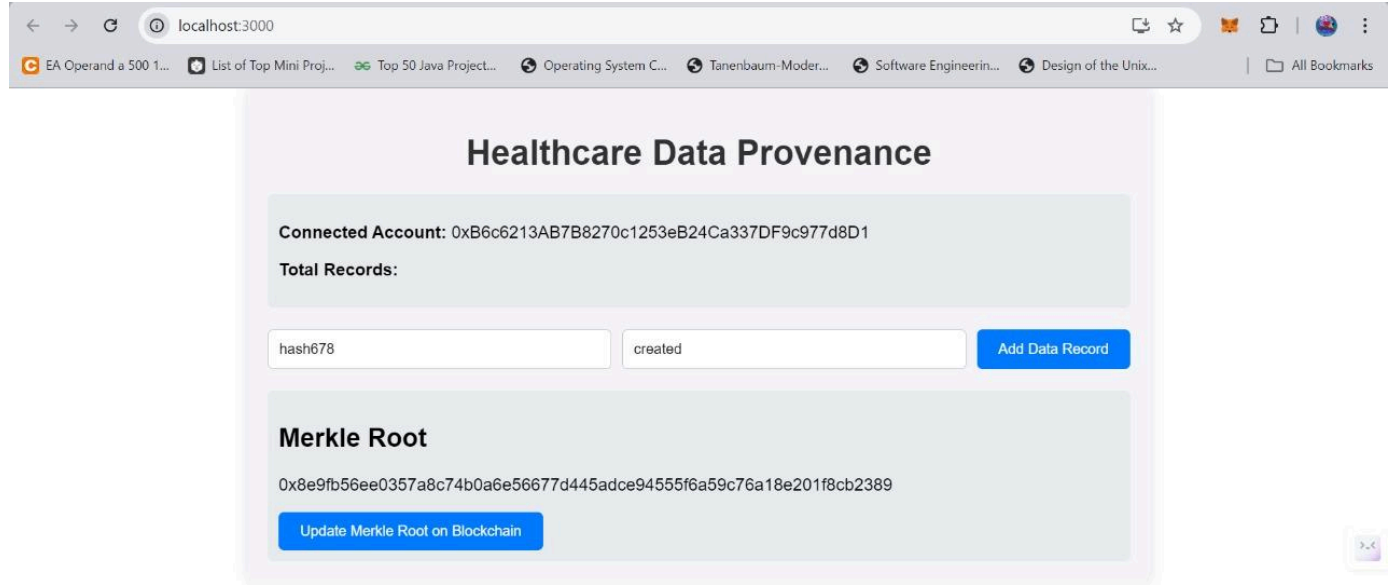 localhost:3000
EA Operand a 500 1... List of Top Mini Proj... Top 50 Java Project... Operating System C... Tanenbaum-Moder... Software Engineerin... Design of the Unix... All Bookmarks
Healthcare Data Provenance
Connected Account: 0xB6c6213AB7B8270c1253eB24Ca337DF9c977d8D1
Total Records:
hash678 created Add Data Record
Merkle Root
0x8e9fb56ee0357a8c74b0a6e56677d445adce94555f6a59c76a18e201f8cb2389
Update Merkle Root on Blockchain